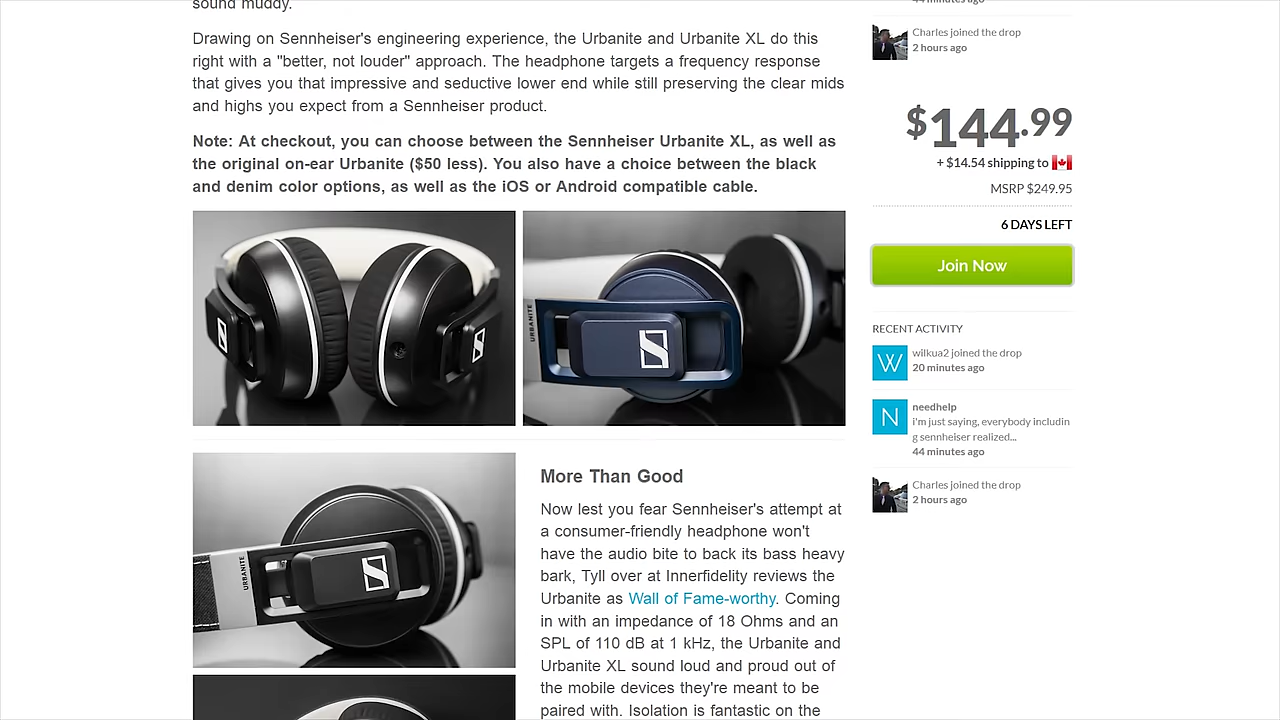 sound muddy.
Drawing on Sennheiser's engineering experience, the Urbanite and Urbanite XL do this
right with a "better, not louder" approach. The headphone targets a frequency response
that gives you that impressive and seductive lower end while still preserving the clear mids
and highs you expect from a Sennheiser product.
Note: At checkout, you can choose between the Sennheiser Urbanite XL, as well as
the original on-ear Urbanite ($50 less). You also have a choice between the black
and denim color options, as well as the iOS or Android compatible cable.
URBANITE
URBANITE
More Than Good
Now lest you fear Sennheiser's attempt at
a consumer-friendly headphone won't
have the audio bite to back its bass heavy
bark, Tyll over at Innerfidelity reviews the
Urbanite as Wall of Fame-worthy. Coming
in with an impedance of 18 Ohms and an
SPL of 110 dB at 1 kHz, the Urbanite and
Urbanite XL sound loud and proud out of
the mobile devices they're meant to be
paired with. Isolation is fantastic on the
44 minutes ago
Charles joined the drop
2 hours ago
$144.99
+ $14.54 shipping to
MSRP $249.95
6 DAYS LEFT
Join Now
RECENT ACTIVITY
W
wilkua2 joined the drop
20 minutes ago
N
needhelp
i'm just saying, everybody includin
g sennheiser realized...
44 minutes ago
Charles joined the drop
2 hours ago